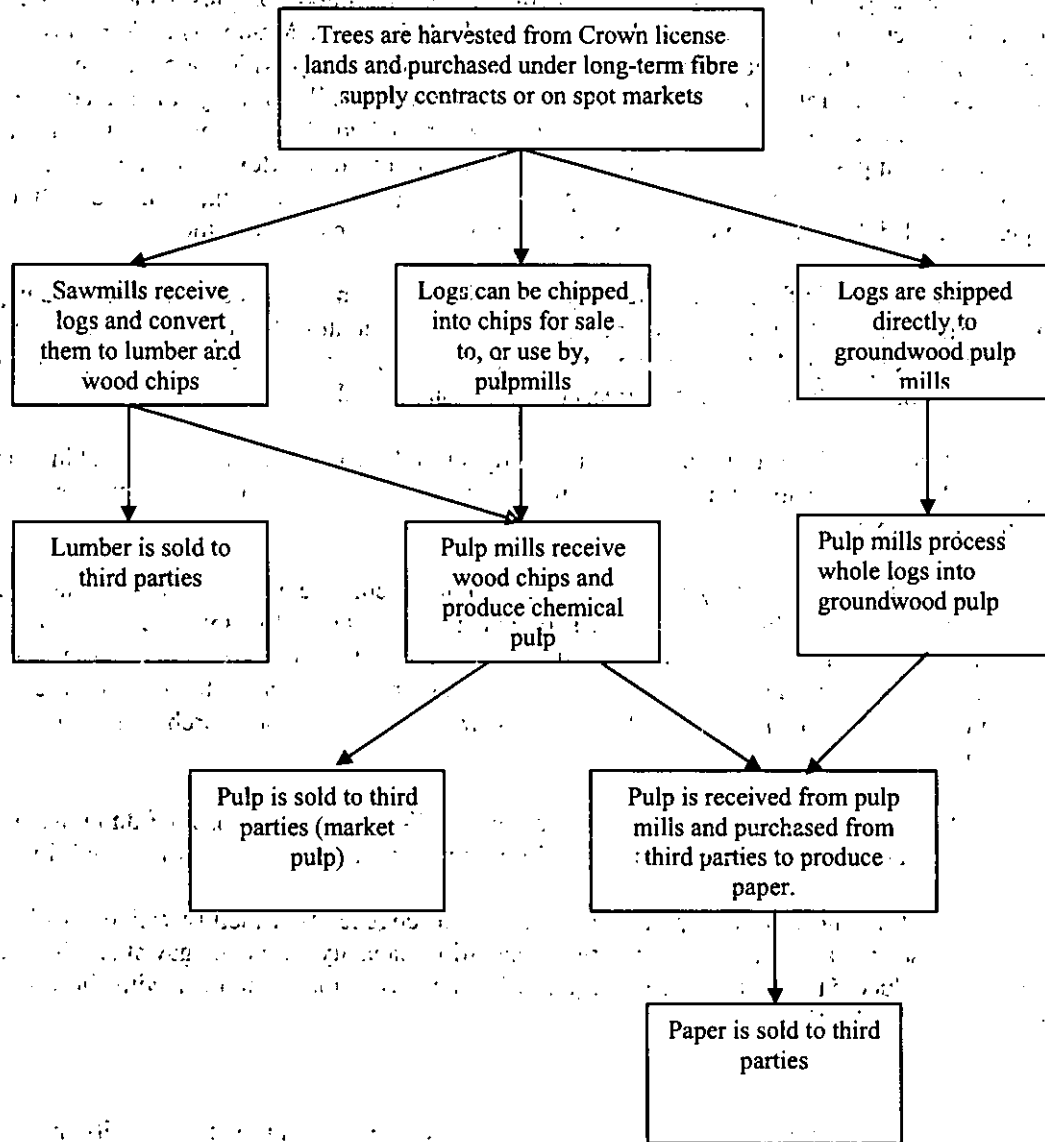 Trees are harvested from Crown license
lands and purchased under long-term fibre
supply contracts or on spot markets
Sawmills receive
logs and convert
them to lumber and
wood chips
Logs can be chipped
into chips for sale
to, or use by,
pulpmills
Logs are shipped
directly to
groundwood pulp
mills
Lumber is sold to
third parties
Pulp mills receive
wood chips and
produce chemical
pulp
Pulp mills process
whole logs into
groundwood pulp
Pulp is sold to third
parties (market
pulp)
Pulp is received from pulp
mills and purchased from
third parties to produce
paper.
Paper is sold to third
parties